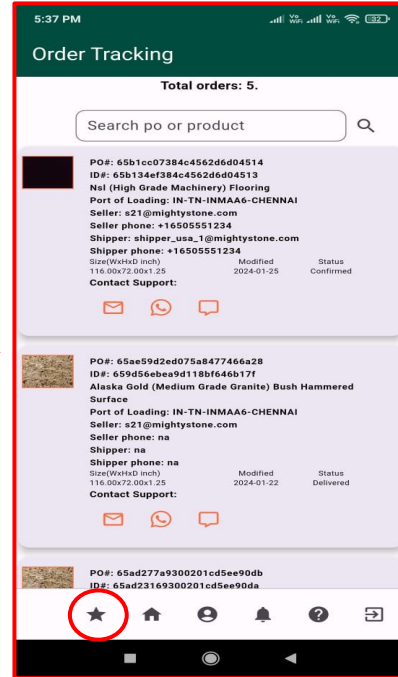 5:37 PM
Vo WiFi Vo WiFi 32
Order Tracking
Total orders: 5.
Search po or product
PO#: 65b1cc07384c4562d6d04514
ID#: 65b134ef384c4562d6d04513
Nsl (High Grade Machinery) Flooring
Port of Loading: IN-TN-INMAA6-CHENNAI
Seller: s21@mightystone.com
Seller phone: +16505551234
Shipper: shipper_usa_1@mightystone.com
Shipper phone: +16505551234
Size(WxHxD inch) Modified Status
116.00x72.00x1.25 2024-01-25 Confirmed
Contact Support:
PO#: 65ae59d2ed075a8477466a28
ID#: 659d56ebea9d118bf646b17f
Alaska Gold (Medium Grade Granite) Bush Hammered
Surface
Port of Loading: IN-TN-INMAA6-CHENNAI
Seller: s21@mightystone.com
Seller phone: na
Shipper: na
Shipper phone: na
Size(WxHxD inch) Modified Status
116.00x72.00x1.25 2024-01-22 Delivered
Contact Support:
PO#: 65ad277a9300201cd5ee90db
ID#: 65ad23169300201cd5ee90da